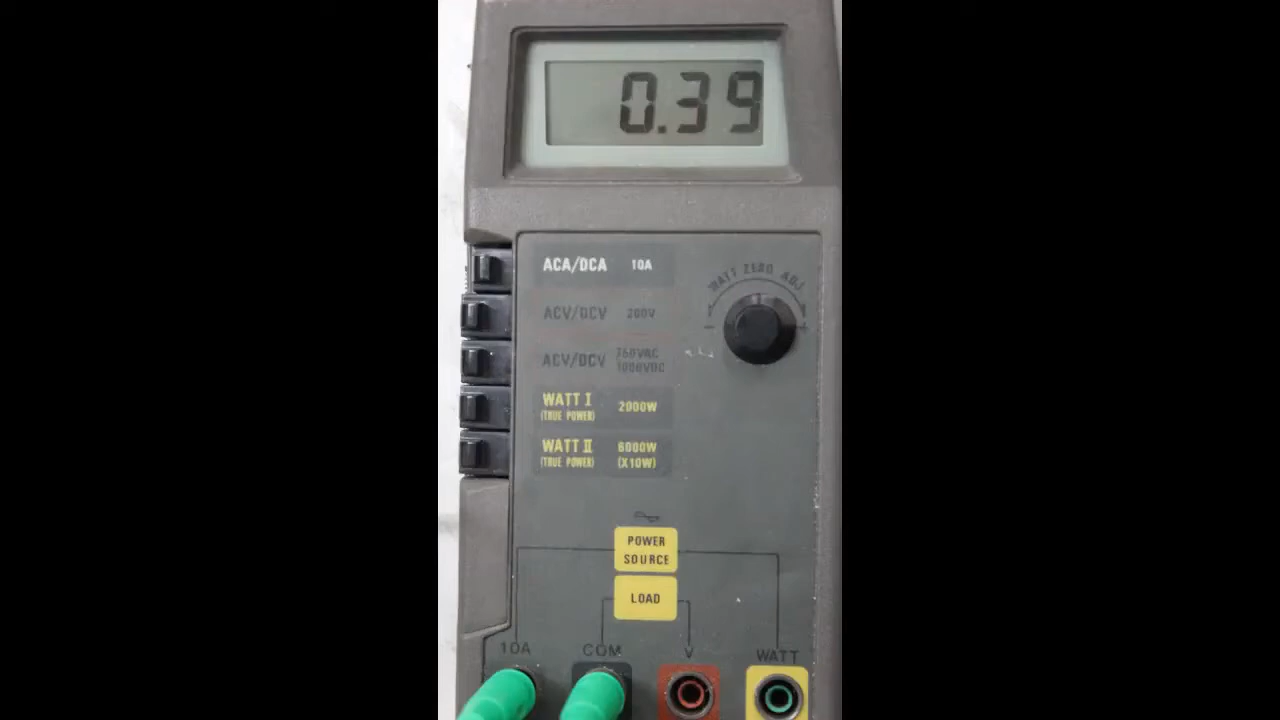 0.39
WATT ZERO ADJ
- +
ACA/DCA 10A
ACV/DCV 200V
ACV/DCV 750VAC
1000VDC
WATT I 2000W
(TRUE POWER)
WATT II 6000W
(TRUE POWER) (X10W)
POWER
SOURCE
LOAD
10A COM V WATT